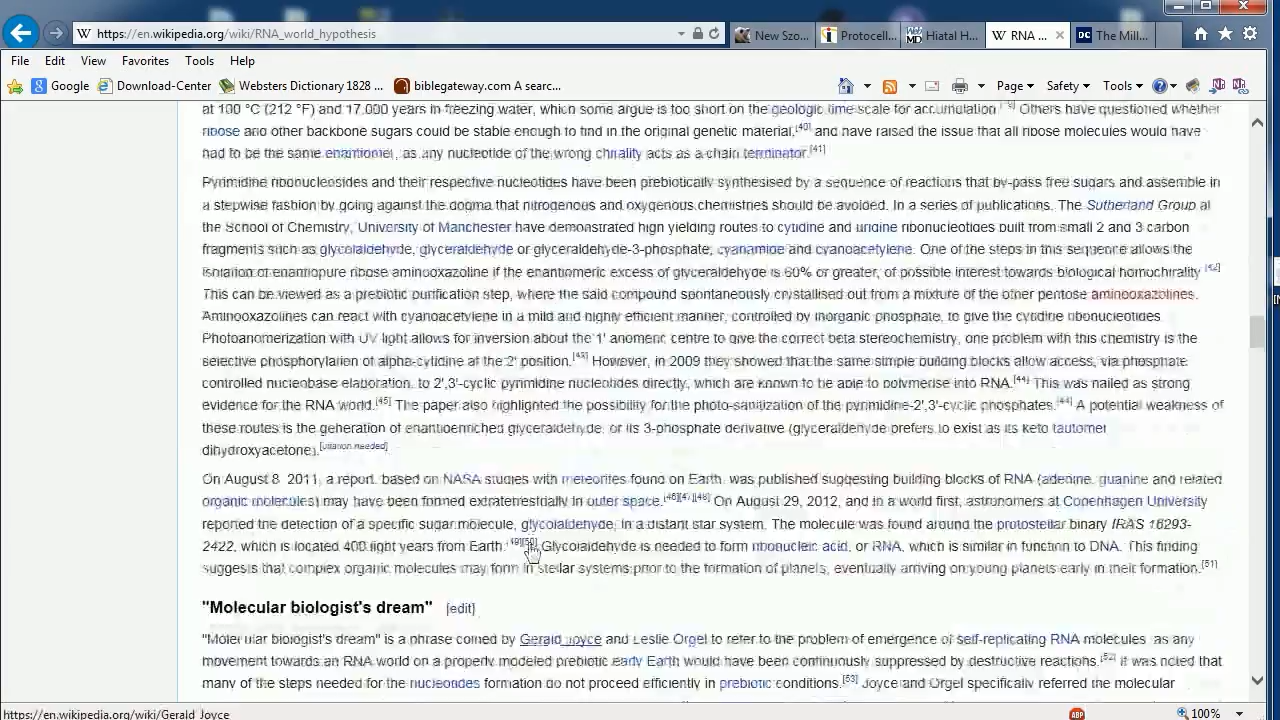 https://en.wikipedia.org/wiki/RNA_world_hypothesis
New Szo...
Protocell...
Hiatal H...
RNA ...
The Mill...
File Edit View Favorites Tools Help
Google Download-Center Websters Dictionary 1828 ... biblegateway.com A searc... Page Safety Tools
at 100 °C (212 °F) and 17,000 years in freezing water, which some argue is too short on the geologic time scale for accumulation Others have questioned whether
ribose and other backbone sugars could be stable enough to find in the original genetic material,[40] and have raised the issue that all ribose molecules would have
had to be the same enantiomer, as any nucleotide of the wrong chirality acts as a chain terminator.[41]
Pyrimidine ribonucleosides and their respective nucleotides have been prebiotically synthesised by a sequence of reactions that by-pass free sugars and assemble in
a stepwise fashion by going against the dogma that nitrogenous and oxygenous chemistries should be avoided. In a series of publications, The Sutherland Group at
the School of Chemistry, University of Manchester have demonstrated high yielding routes to cytidine and uridine ribonucleotides built from small 2 and 3 carbon
fragments such as glycolaldehyde, glyceraldehyde or glyceraldehyde-3-phosphate, cyanamide and cyanoacetylene. One of the steps in this sequence allows the
isolation of enantiopure ribose aminooxazoline if the enantiomeric excess of glyceraldehyde is 60% or greater, of possible interest towards biological homochirality.[42]
This can be viewed as a prebiotic purification step, where the said compound spontaneously crystallised out from a mixture of the other pentose aminooxazolines.
Aminooxazolines can react with cyanoacetylene in a mild and highly efficient manner, controlled by inorganic phosphate, to give the cytidine ribonucleotides.
Photoanomerization with UV light allows for inversion about the 1' anomeric centre to give the correct beta stereochemistry, one problem with this chemistry is the
selective phosphorylation of alpha-cytidine at the 2' position.[43] However, in 2009 they showed that the same simple building blocks allow access, via phosphate
controlled nucleobase elaboration, to 2',3'-cyclic pyrimidine nucleotides directly, which are known to be able to polymerise into RNA.[44] This was hailed as strong
evidence for the RNA world.[45] The paper also highlighted the possibility for the photo-sanitization of the pyrimidine-2',3'-cyclic phosphates.[44] A potential weakness of
these routes is the generation of enantioenriched glyceraldehyde, or its 3-phosphate derivative (glyceraldehyde prefers to exist as its keto tautomer
dihydroxyacetone).[citation needed]
On August 8, 2011, a report, based on NASA studies with meteorites found on Earth, was published suggesting building blocks of RNA (adenine, guanine and related
organic molecules) may have been formed extraterrestrially in outer space.[46][47][48] On August 29, 2012, and in a world first, astronomers at Copenhagen University
reported the detection of a specific sugar molecule, glycolaldehyde, in a distant star system. The molecule was found around the protostellar binary IRAS 16293-
2422, which is located 400 light years from Earth.[49][50] Glycolaldehyde is needed to form ribonucleic acid, or RNA, which is similar in function to DNA. This finding
suggests that complex organic molecules may form in stellar systems prior to the formation of planets, eventually arriving on young planets early in their formation.[51]
"Molecular biologist's dream" [edit]
"Molecular biologist's dream" is a phrase coined by Gerald Joyce and Leslie Orgel to refer to the problem of emergence of self-replicating RNA molecules, as any
movement towards an RNA world on a properly modeled prebiotic early Earth would have been continuously suppressed by destructive reactions.[52] It was noted that
many of the steps needed for the nucleotides formation do not proceed efficiently in prebiotic conditions.[53] Joyce and Orgel specifically referred the molecular
https://en.wikipedia.org/wiki/Gerald_Joyce
ABP
100%